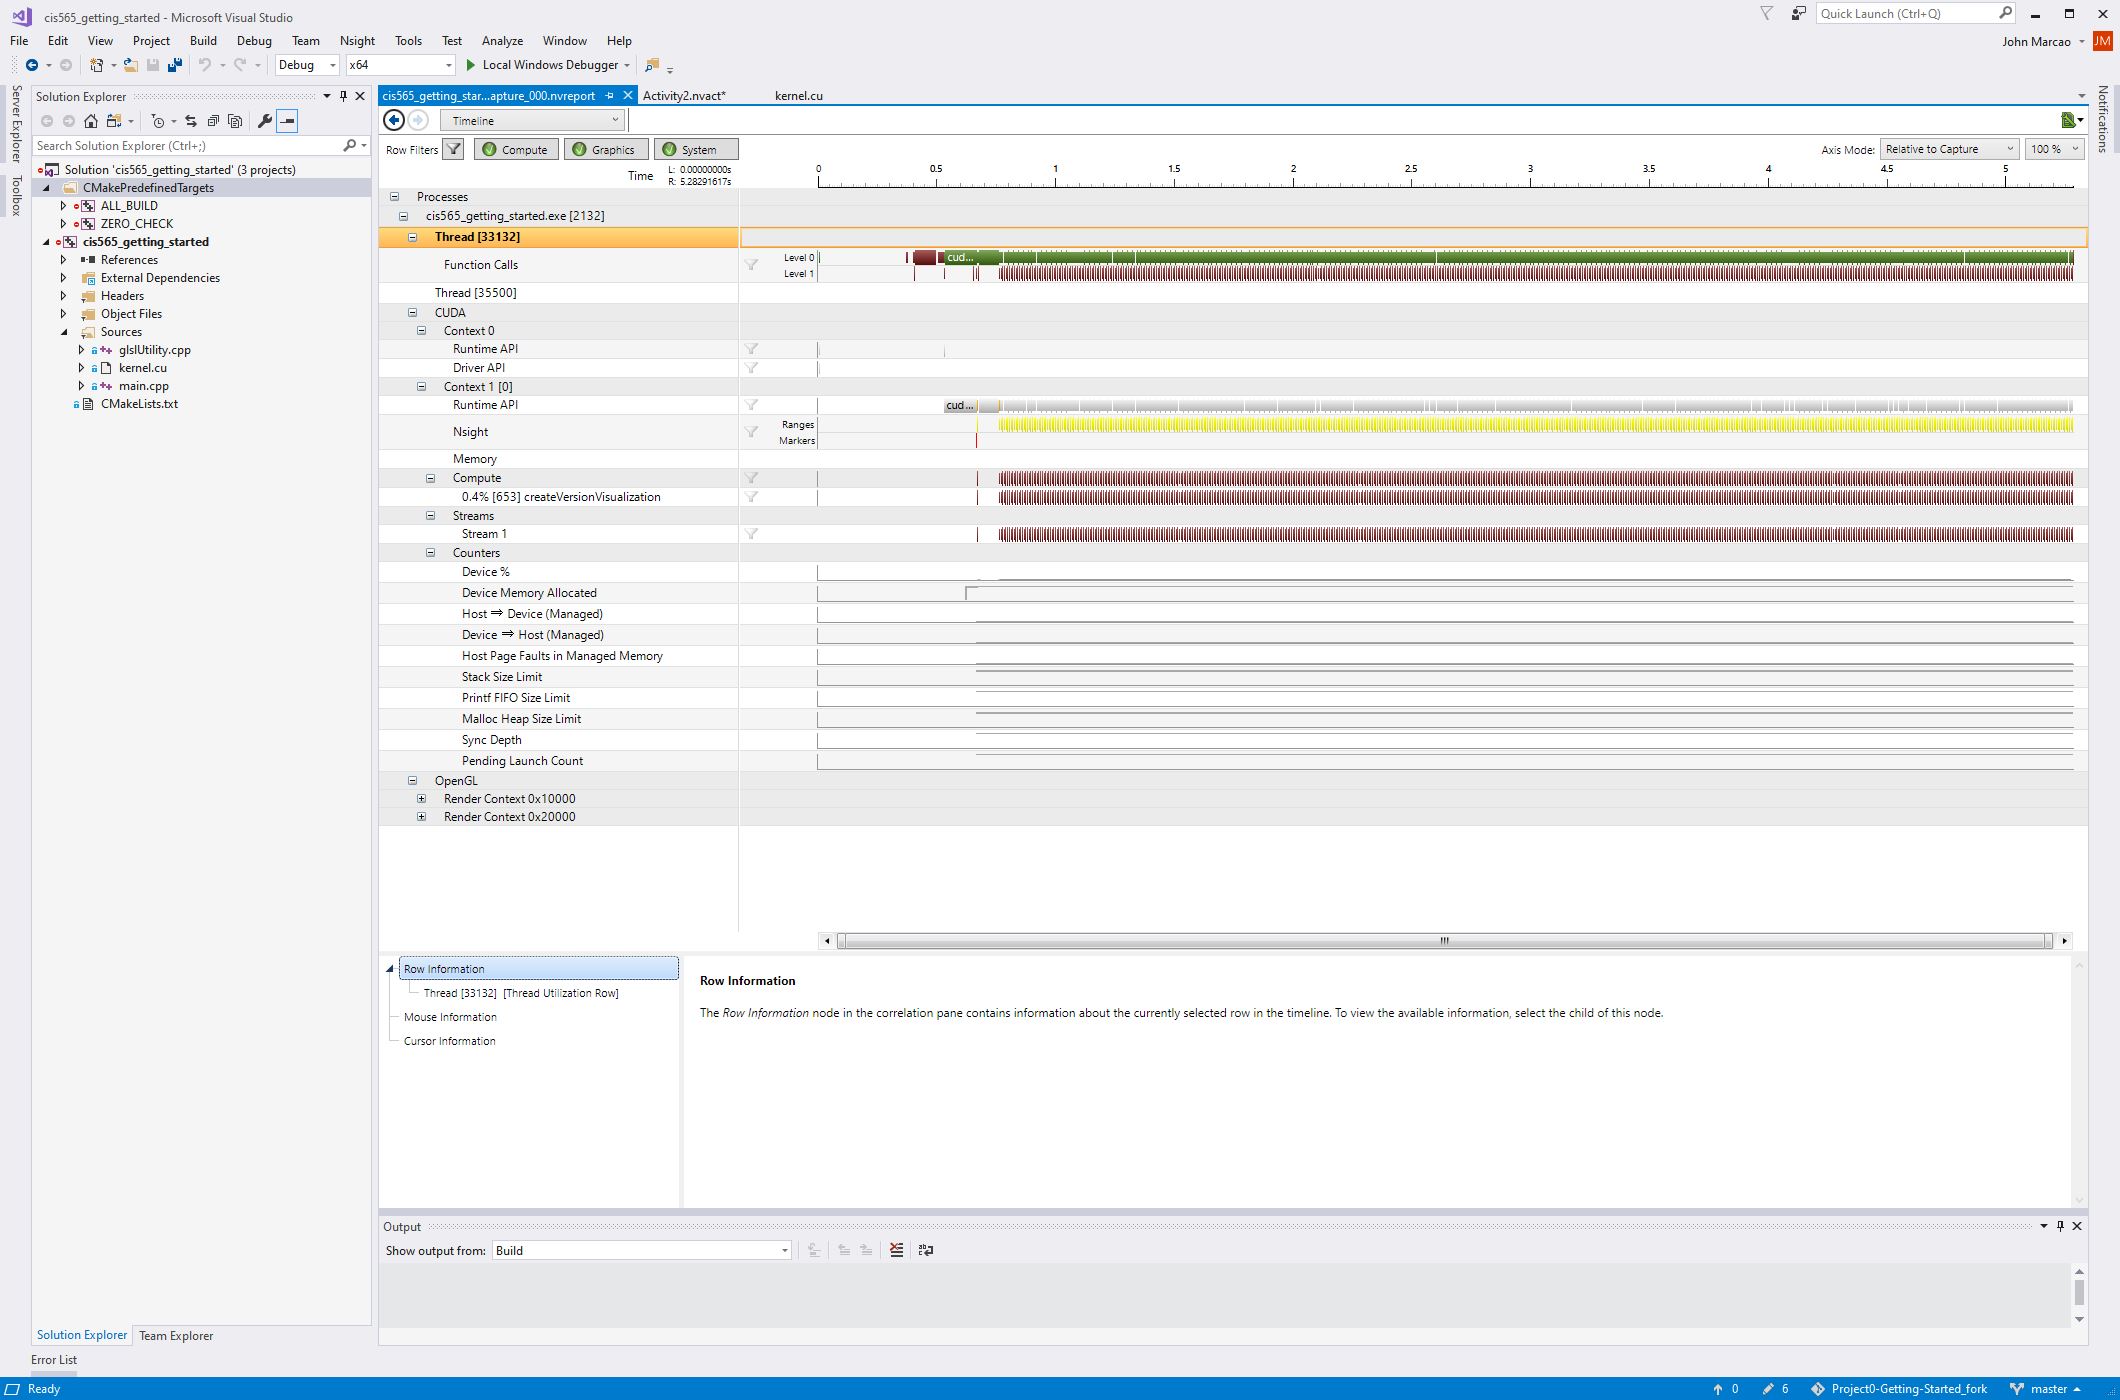 cis565_getting_started - Microsoft Visual Studio
Quick Launch (Ctrl+Q)
File Edit View Project Build Debug Team Nsight Tools Test Analyze Window Help
John Marcao JM
Debug x64 Local Windows Debugger
Server Explorer
Toolbox
Notifications
Solution Explorer
Search Solution Explorer (Ctrl+;)
Solution 'cis565_getting_started' (3 projects)
CMakePredefinedTargets
ALL_BUILD
ZERO_CHECK
cis565_getting_started
References
External Dependencies
Headers
Object Files
Sources
glslUtility.cpp
kernel.cu
main.cpp
CMakeLists.txt
Solution Explorer Team Explorer
cis565_getting_star...apture_000.nvreport Activity2.nvact* kernel.cu
Timeline
Row Filters Compute Graphics System Axis Mode: Relative to Capture 100 %
Time L: 0.00000000s
R: 5.28291617s
0 0.5 1 1.5 2 2.5 3 3.5 4 4.5 5
Processes
cis565_getting_started.exe [2132]
Thread [33132]
Function Calls Level 0 cud...
Level 1
Thread [35500]
CUDA
Context 0
Runtime API
Driver API
Context 1 [0]
Runtime API cud...
Nsight Ranges
Markers
Memory
Compute
0.4% [653] createVersionVisualization
Streams
Stream 1
Counters
Device %
Device Memory Allocated
Host ⇒ Device (Managed)
Device ⇒ Host (Managed)
Host Page Faults in Managed Memory
Stack Size Limit
Printf FIFO Size Limit
Malloc Heap Size Limit
Sync Depth
Pending Launch Count
OpenGL
Render Context 0x10000
Render Context 0x20000
Row Information
Thread [33132] [Thread Utilization Row]
Mouse Information
Cursor Information
Row Information
The Row Information node in the correlation pane contains information about the currently selected row in the timeline. To view the available information, select the child of this node.
Output
Show output from: Build
Error List
Ready 0 6 Project0-Getting-Started_fork master